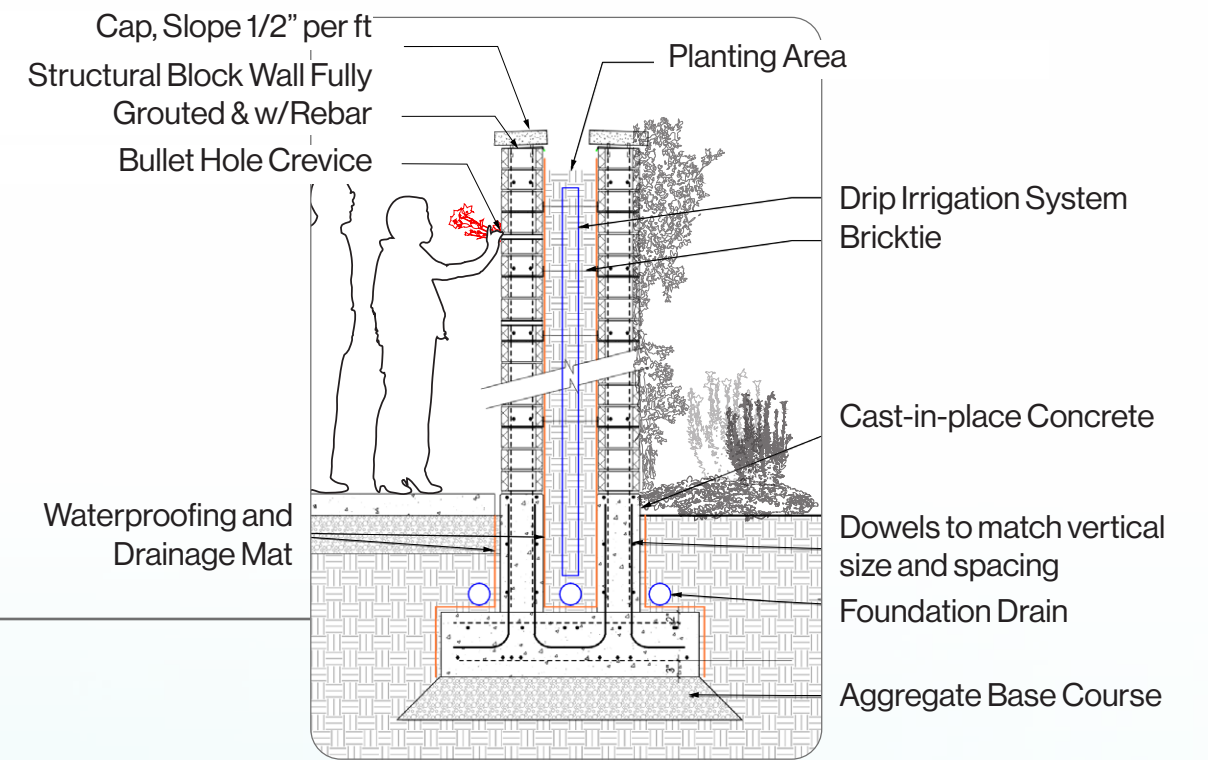 Cap, Slope 1/2” per ft
Structural Block Wall Fully
Grouted & w/Rebar
Bullet Hole Crevice
Planting Area
Drip Irrigation System
Bricktie
Cast-in-place Concrete
Waterproofing and
Drainage Mat
Dowels to match vertical
size and spacing
Foundation Drain
2"
3"
Aggregate Base Course